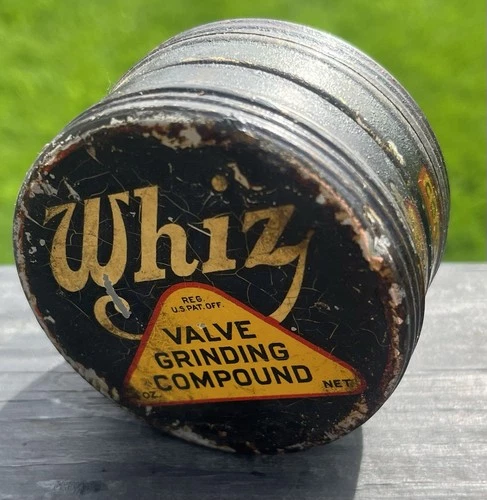 Whiz
REG.
U.S. PAT. OFF.
VALVE
GRINDING
COMPOUND
OZ. NET